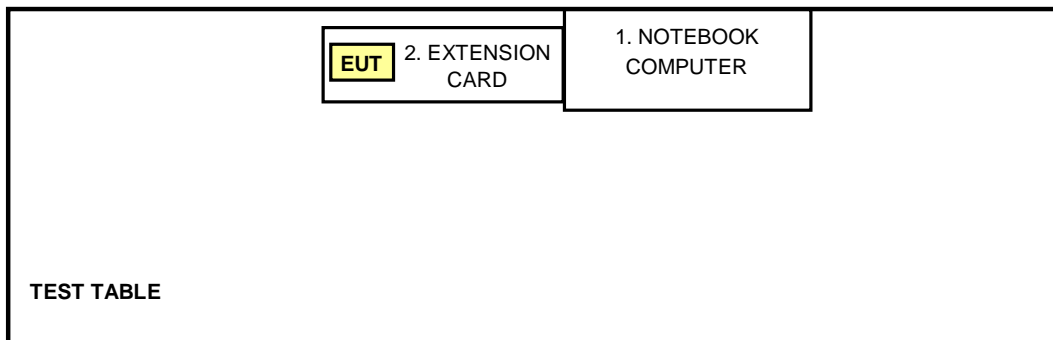 1. NOTEBOOK
COMPUTER
EUT
2. EXTENSION
CARD
TEST TABLE